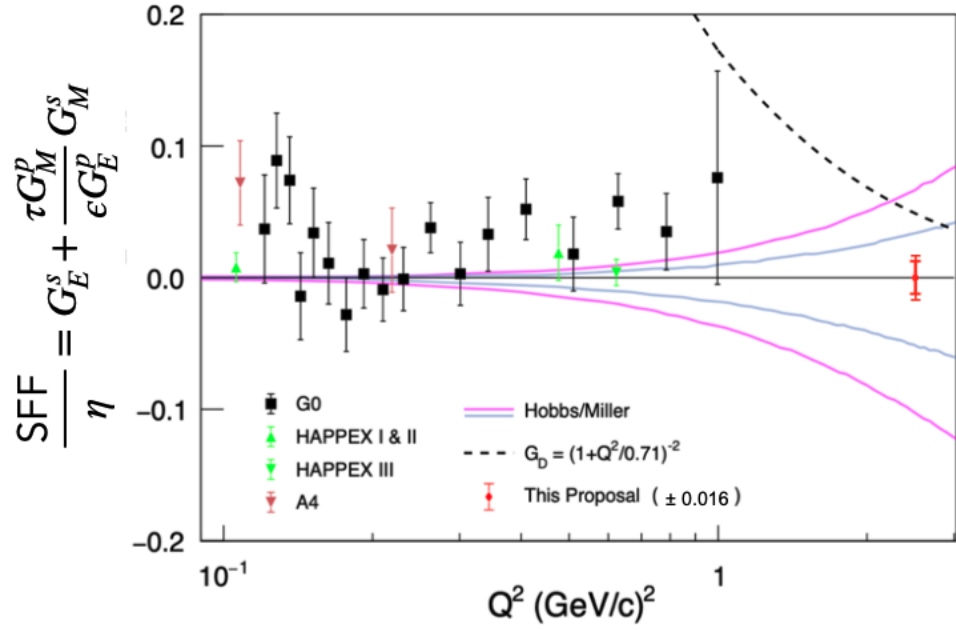 SFF/η = G_E^s + τG_M^p/ϵG_E^p G_M^s
0.2
0.1
0.0
−0.1
−0.2
G0
HAPPEX I & II
HAPPEX III
A4
Hobbs/Miller
G_D = (1+Q²/0.71)⁻²
This Proposal ( ± 0.016 )
10⁻¹
1
Q² (GeV/c)²